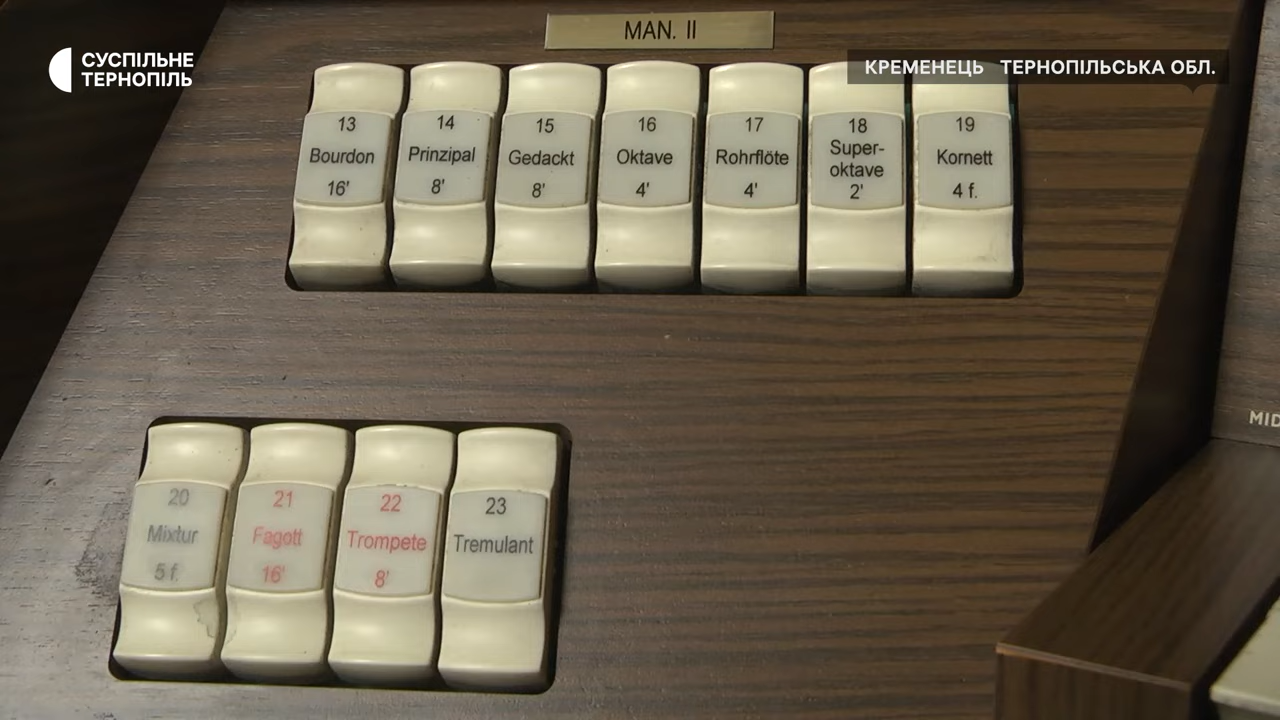 СУСПІЛЬНЕ
ТЕРНОПІЛЬ
КРЕМЕНЕЦЬ ТЕРНОПІЛЬСЬКА ОБЛ.
MAN. II
13
Bourdon
16'
14
Prinzipal
8'
15
Gedackt
8'
16
Oktave
4'
17
Rohrflöte
4'
18
Super-
oktave
2'
19
Kornett
4 f.
20
Mixtur
5 f.
21
Fagott
16'
22
Trompete
8'
23
Tremulant